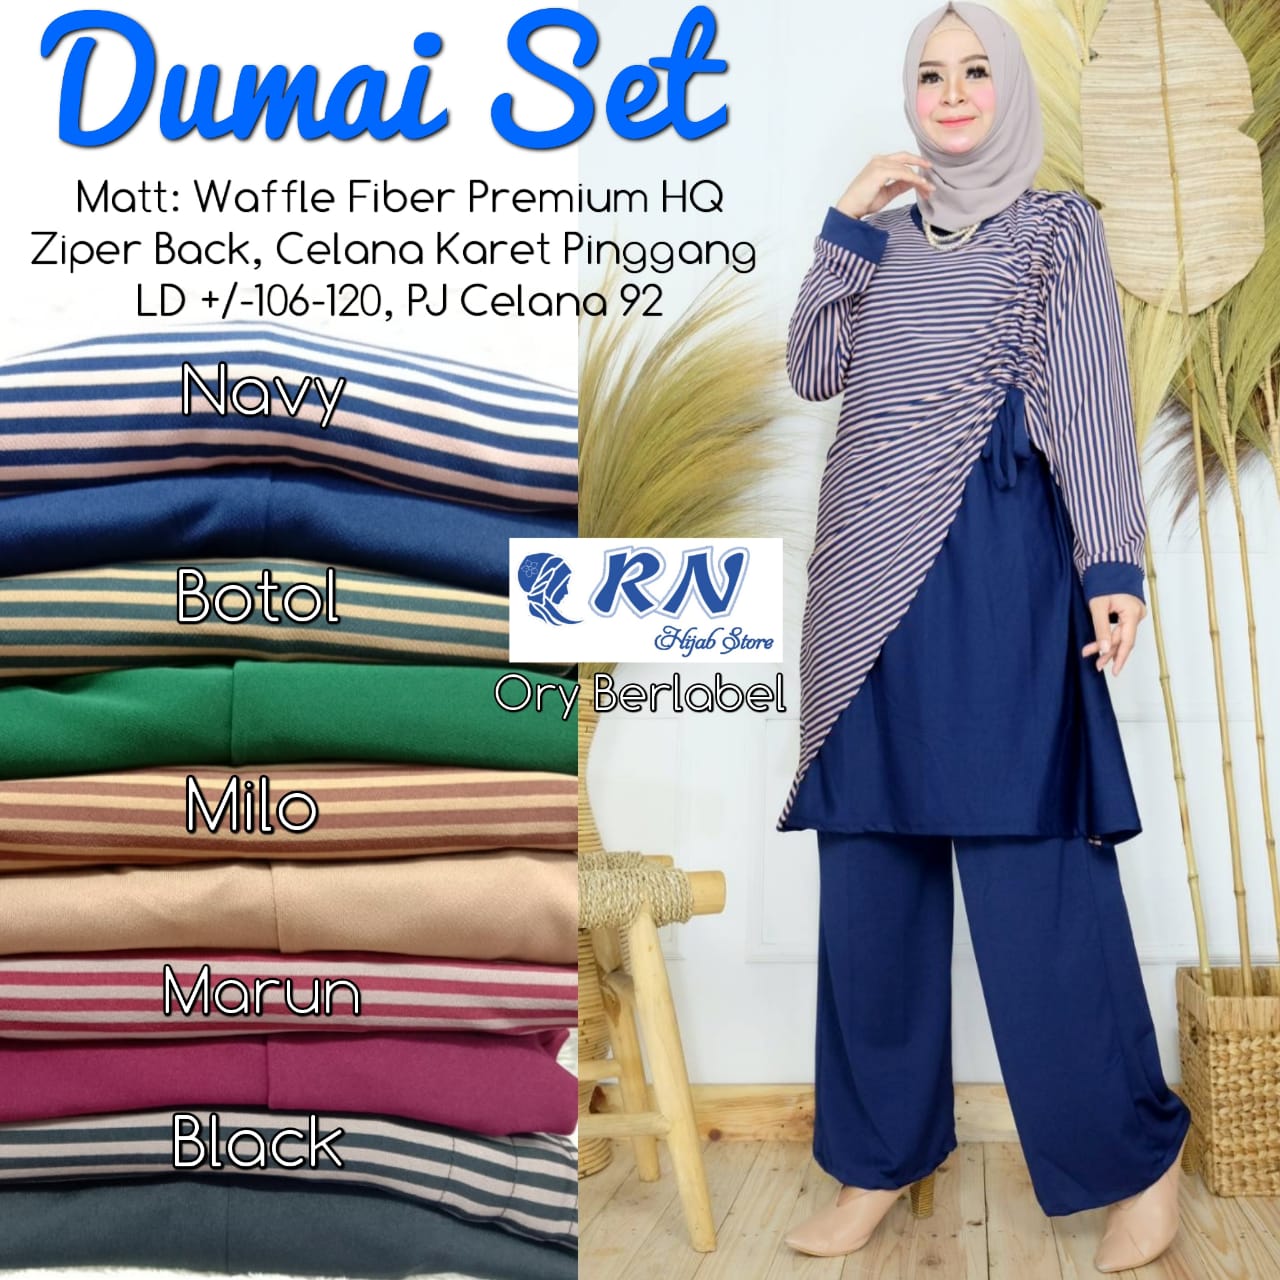 Dumai Set
Matt: Waffle Fiber Premium HQ
Ziper Back, Celana Karet Pinggang
LD +/-106-120, PJ Celana 92
Navy
Botol
RN
Hijab Store
Ory Berlabel
Milo
Marun
Black